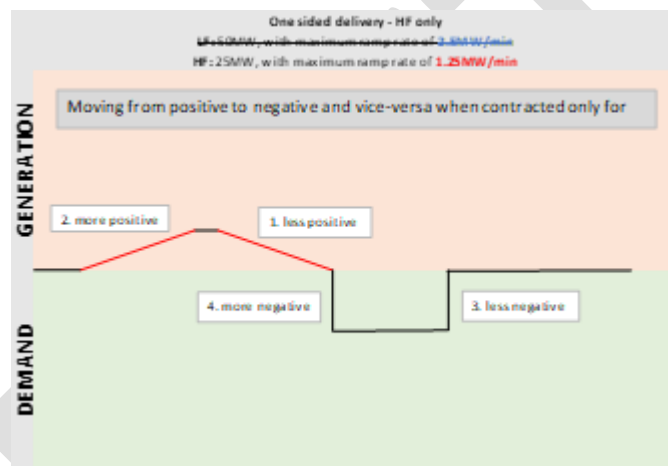 One sided delivery - HF only
LF: 50MW, with maximum ramp rate of 2.5MW/min
HF: 25MW, with maximum ramp rate of 1.25MW/min
Moving from positive to negative and vice-versa when contracted only for
GENERATION
2. more positive
1. less positive
4. more negative
3. less negative
DEMAND